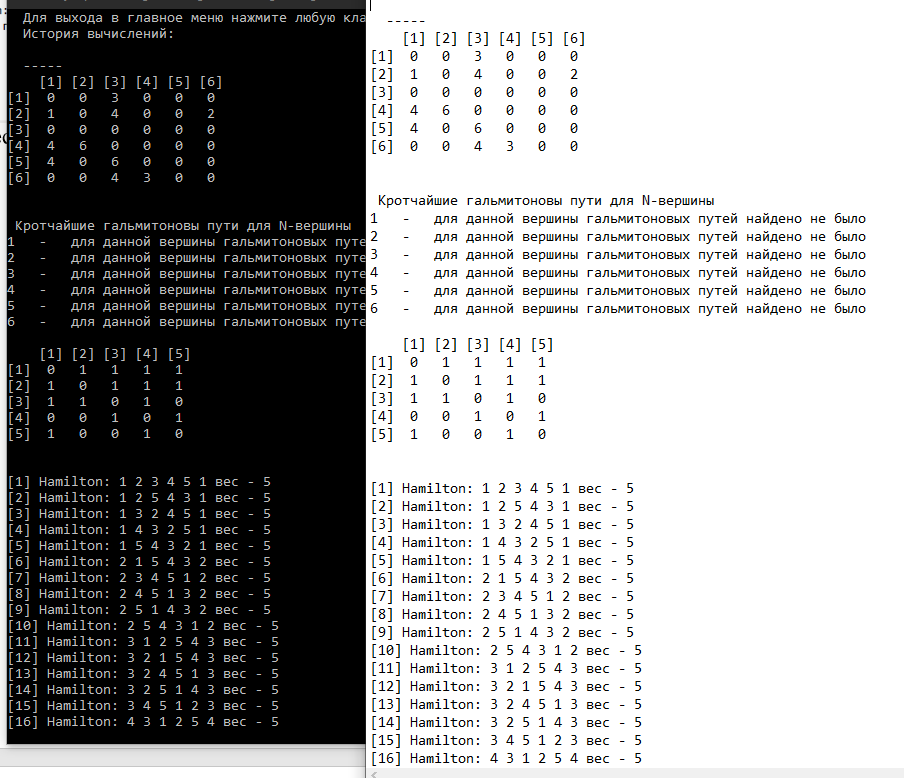 Для выхода в главное меню нажмите любую кла
История вычислений:
-----
[1] [2] [3] [4] [5] [6]
[1] 0 0 3 0 0 0
[2] 1 0 4 0 0 2
[3] 0 0 0 0 0 0
[4] 4 6 0 0 0 0
[5] 4 0 6 0 0 0
[6] 0 0 4 3 0 0
Кротчайшие гальмитоновы пути для N-вершины
1 - для данной вершины гальмитоновых путе
2 - для данной вершины гальмитоновых путе
3 - для данной вершины гальмитоновых путе
4 - для данной вершины гальмитоновых путе
5 - для данной вершины гальмитоновых путе
6 - для данной вершины гальмитоновых путе
[1] [2] [3] [4] [5]
[1] 0 1 1 1 1
[2] 1 0 1 1 1
[3] 1 1 0 1 0
[4] 0 0 1 0 1
[5] 1 0 0 1 0
[1] Hamilton: 1 2 3 4 5 1 вес - 5
[2] Hamilton: 1 2 5 4 3 1 вес - 5
[3] Hamilton: 1 3 2 4 5 1 вес - 5
[4] Hamilton: 1 4 3 2 5 1 вес - 5
[5] Hamilton: 1 5 4 3 2 1 вес - 5
[6] Hamilton: 2 1 5 4 3 2 вес - 5
[7] Hamilton: 2 3 4 5 1 2 вес - 5
[8] Hamilton: 2 4 5 1 3 2 вес - 5
[9] Hamilton: 2 5 1 4 3 2 вес - 5
[10] Hamilton: 2 5 4 3 1 2 вес - 5
[11] Hamilton: 3 1 2 5 4 3 вес - 5
[12] Hamilton: 3 2 1 5 4 3 вес - 5
[13] Hamilton: 3 2 4 5 1 3 вес - 5
[14] Hamilton: 3 2 5 1 4 3 вес - 5
[15] Hamilton: 3 4 5 1 2 3 вес - 5
[16] Hamilton: 4 3 1 2 5 4 вес - 5
-----
[1] [2] [3] [4] [5] [6]
[1] 0 0 3 0 0 0
[2] 1 0 4 0 0 2
[3] 0 0 0 0 0 0
[4] 4 6 0 0 0 0
[5] 4 0 6 0 0 0
[6] 0 0 4 3 0 0
Кротчайшие гальмитоновы пути для N-вершины
1 - для данной вершины гальмитоновых путей найдено не было
2 - для данной вершины гальмитоновых путей найдено не было
3 - для данной вершины гальмитоновых путей найдено не было
4 - для данной вершины гальмитоновых путей найдено не было
5 - для данной вершины гальмитоновых путей найдено не было
6 - для данной вершины гальмитоновых путей найдено не было
[1] [2] [3] [4] [5]
[1] 0 1 1 1 1
[2] 1 0 1 1 1
[3] 1 1 0 1 0
[4] 0 0 1 0 1
[5] 1 0 0 1 0
[1] Hamilton: 1 2 3 4 5 1 вес - 5
[2] Hamilton: 1 2 5 4 3 1 вес - 5
[3] Hamilton: 1 3 2 4 5 1 вес - 5
[4] Hamilton: 1 4 3 2 5 1 вес - 5
[5] Hamilton: 1 5 4 3 2 1 вес - 5
[6] Hamilton: 2 1 5 4 3 2 вес - 5
[7] Hamilton: 2 3 4 5 1 2 вес - 5
[8] Hamilton: 2 4 5 1 3 2 вес - 5
[9] Hamilton: 2 5 1 4 3 2 вес - 5
[10] Hamilton: 2 5 4 3 1 2 вес - 5
[11] Hamilton: 3 1 2 5 4 3 вес - 5
[12] Hamilton: 3 2 1 5 4 3 вес - 5
[13] Hamilton: 3 2 4 5 1 3 вес - 5
[14] Hamilton: 3 2 5 1 4 3 вес - 5
[15] Hamilton: 3 4 5 1 2 3 вес - 5
[16] Hamilton: 4 3 1 2 5 4 вес - 5